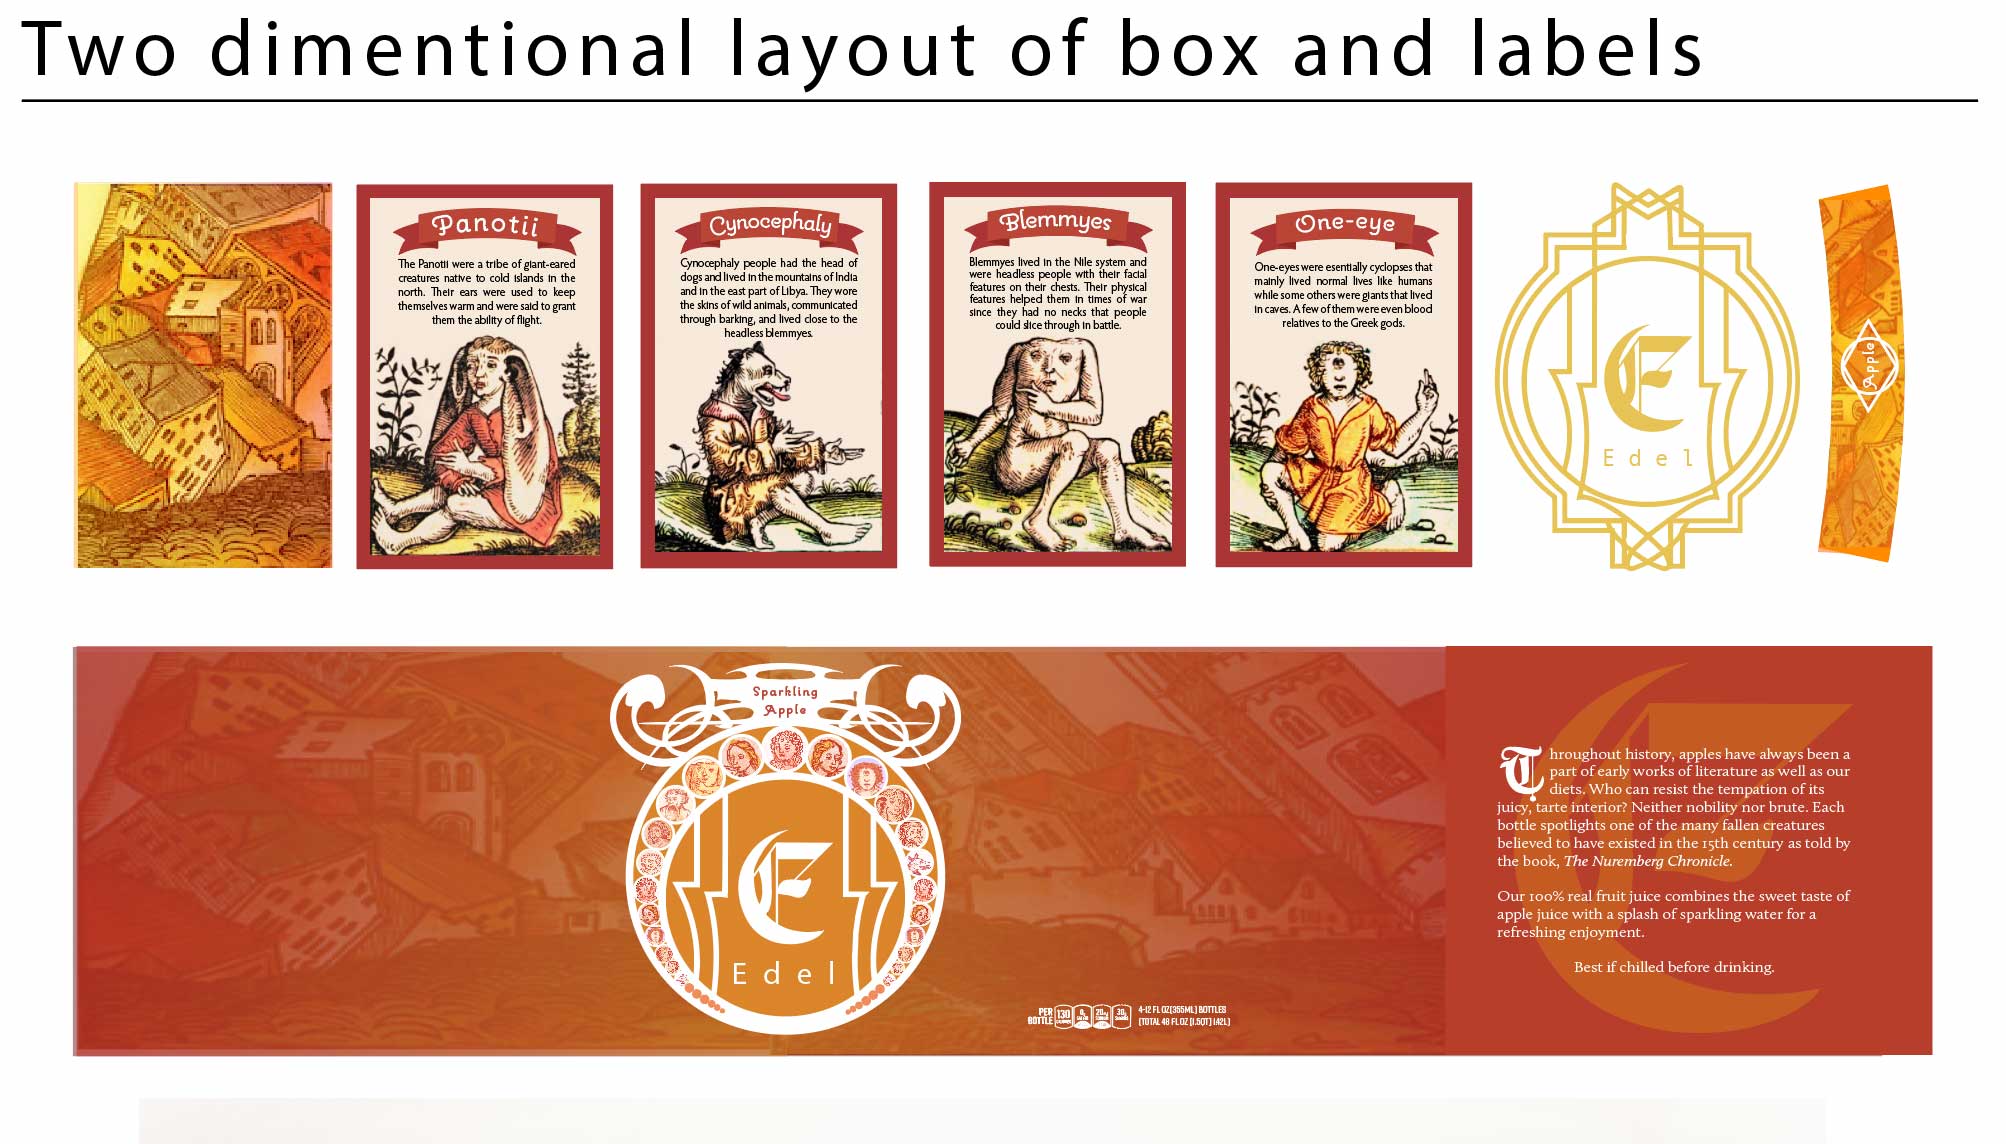 Two dimentional layout of box and labels
Panotii
The Panotii were a tribe of giant-eared
creatures native to cold islands in the
north. Their ears were used to keep
themselves warm and were said to grant
them the ability of flight.
Cynocephaly
Cynocephaly people had the head of
dogs and lived in the mountains of India
and in the east part of Libya. They wore
the skins of wild animals, communicated
through barking, and lived close to the
headless blemmyes.
Blemmyes
Blemmyes lived in the Nile system and
were headless people with their facial
features on their chests. Their physical
features helped them in times of war
since they had no necks that people
could slice through in battle.
One-eye
One-eyes were esentially cyclopses that
mainly lived normal lives like humans
while some others were giants that lived
in caves. A few of them were even blood
relatives to the Greek gods.
E
Edel
Apple
Sparkling
Apple
E
Edel
PER
BOTTLE
130
4-12 FL OZ(355ML) BOTTLES
(TOTAL 48 FL OZ (1.5QT) 1.42L)
Throughout history, apples have always been a
part of early works of literature as well as our
diets. Who can resist the tempation of its
juicy, tarte interior? Neither nobility nor brute. Each
bottle spotlights one of the many fallen creatures
believed to have existed in the 15th century as told by
the book, The Nuremberg Chronicle.
Our 100% real fruit juice combines the sweet taste of
apple juice with a splash of sparkling water for a
refreshing enjoyment.
Best if chilled before drinking.